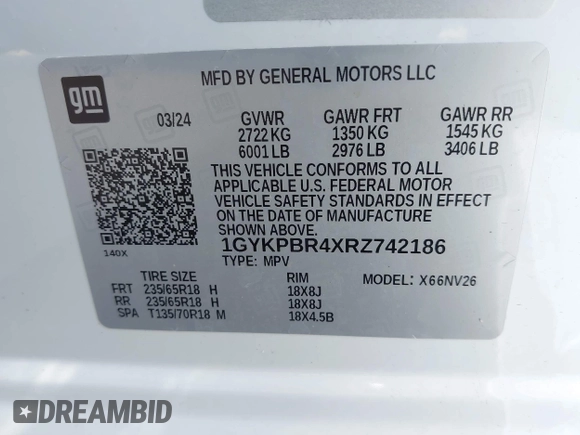 gm
MFD BY GENERAL MOTORS LLC
03/24 GVWR GAWR FRT GAWR RR
2722 KG 1350 KG 1545 KG
6001 LB 2976 LB 3406 LB
THIS VEHICLE CONFORMS TO ALL
APPLICABLE U.S. FEDERAL MOTOR
VEHICLE SAFETY STANDARDS IN EFFECT
ON THE DATE OF MANUFACTURE
SHOWN ABOVE.
140X
1GYKPBR4XRZ742186
TYPE: MPV MODEL: X66NV26
TIRE SIZE RIM
FRT 235/65R18 H 18X8J
RR 235/65R18 H 18X8J
SPA T135/70R18 M 18X4.5B
DREAMBID